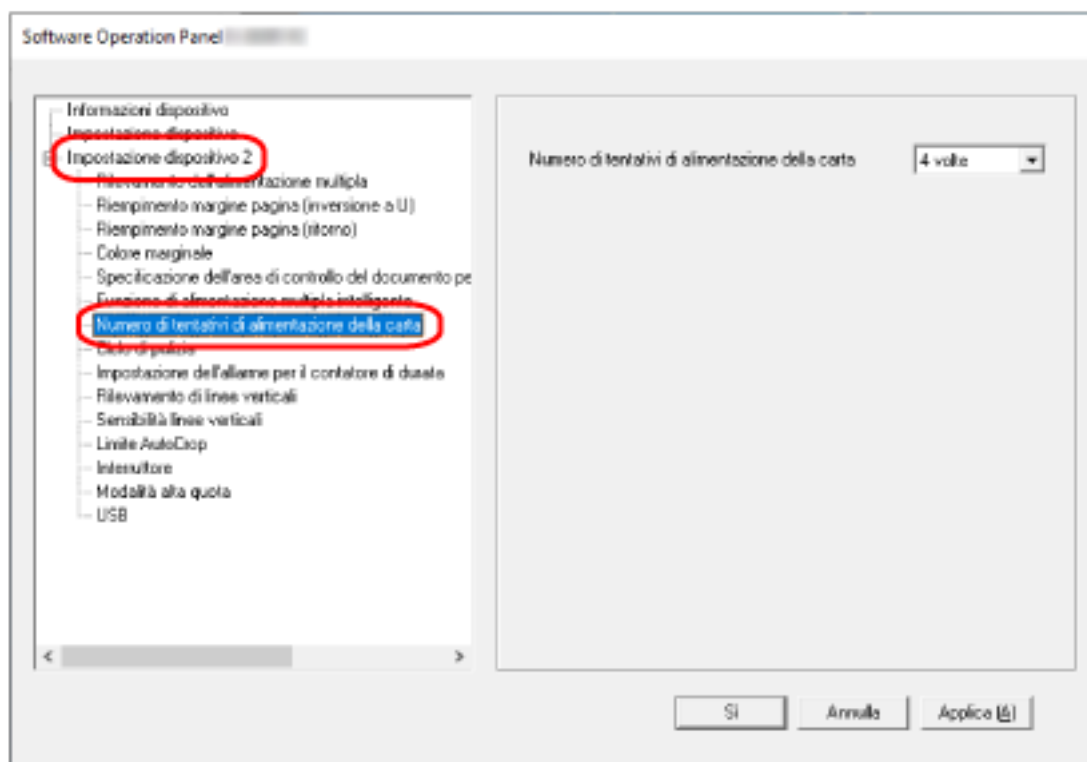 Software Operation Panel
Informazioni dispositivo
Impostazione dispositivo
Impostazione dispositivo 2
Rilevamento dell'alimentazione multipla
Riempimento margine pagina (inversione a U)
Riempimento margine pagina (ritorno)
Colore marginale
Specificazione dell'area di controllo del documento pe
Funzione di alimentazione multipla intelligente
Numero di tentativi di alimentazione della carta
Ciclo di pulizia
Impostazione dell'allarme per il contatore di durata
Rilevamento di linee verticali
Sensibilità linee verticali
Limite AutoCrop
Interruttore
Modalità alta quota
USB
Numero di tentativi di alimentazione della carta
4 volte
Sì
Annulla
Applica (A)